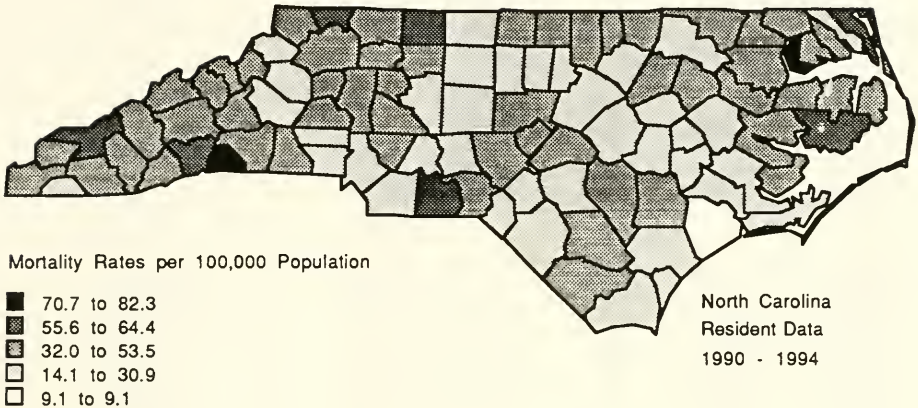 Mortality Rates per 100,000 Population
70.7 to 82.3
55.6 to 64.4
32.0 to 53.5
14.1 to 30.9
9.1 to 9.1
North Carolina
Resident Data
1990 - 1994